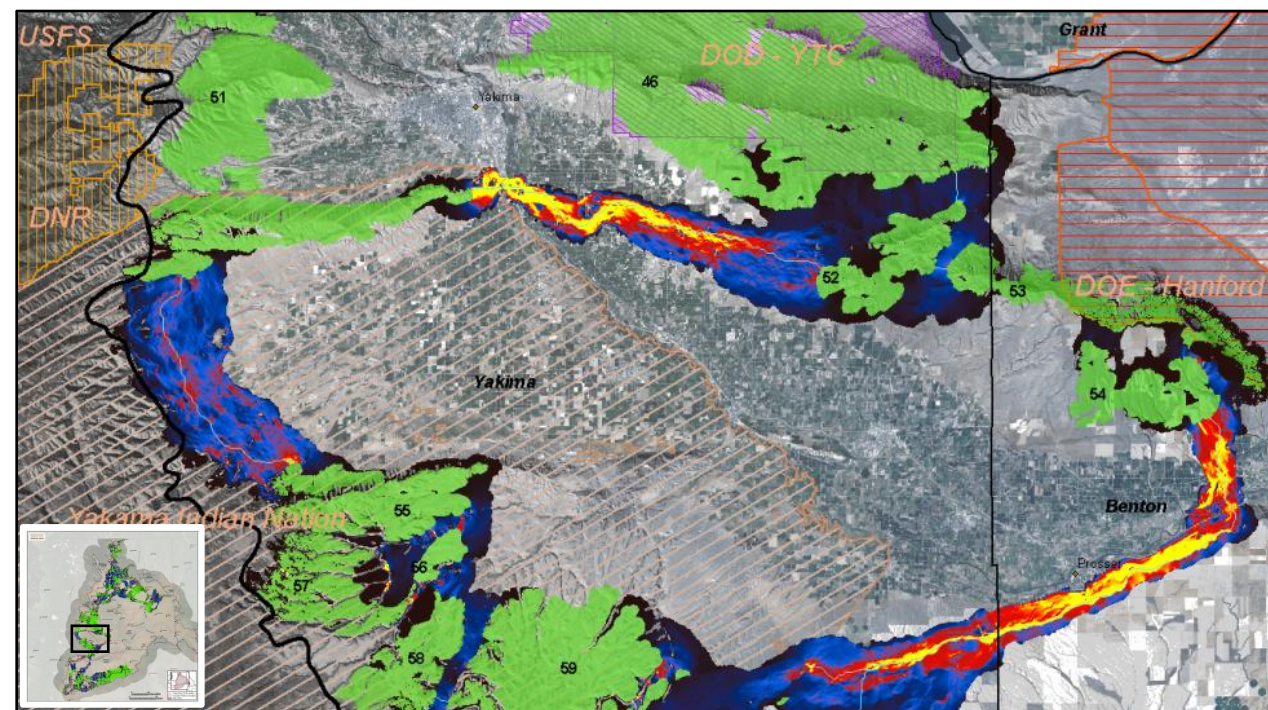 USFS
Grant
DOD - YTC
51
46
Yakima
DNR
52
53
DOE - Hanford
Yakima
54
Yakama Indian Nation
55
Benton
56
57
Prosser
58
59